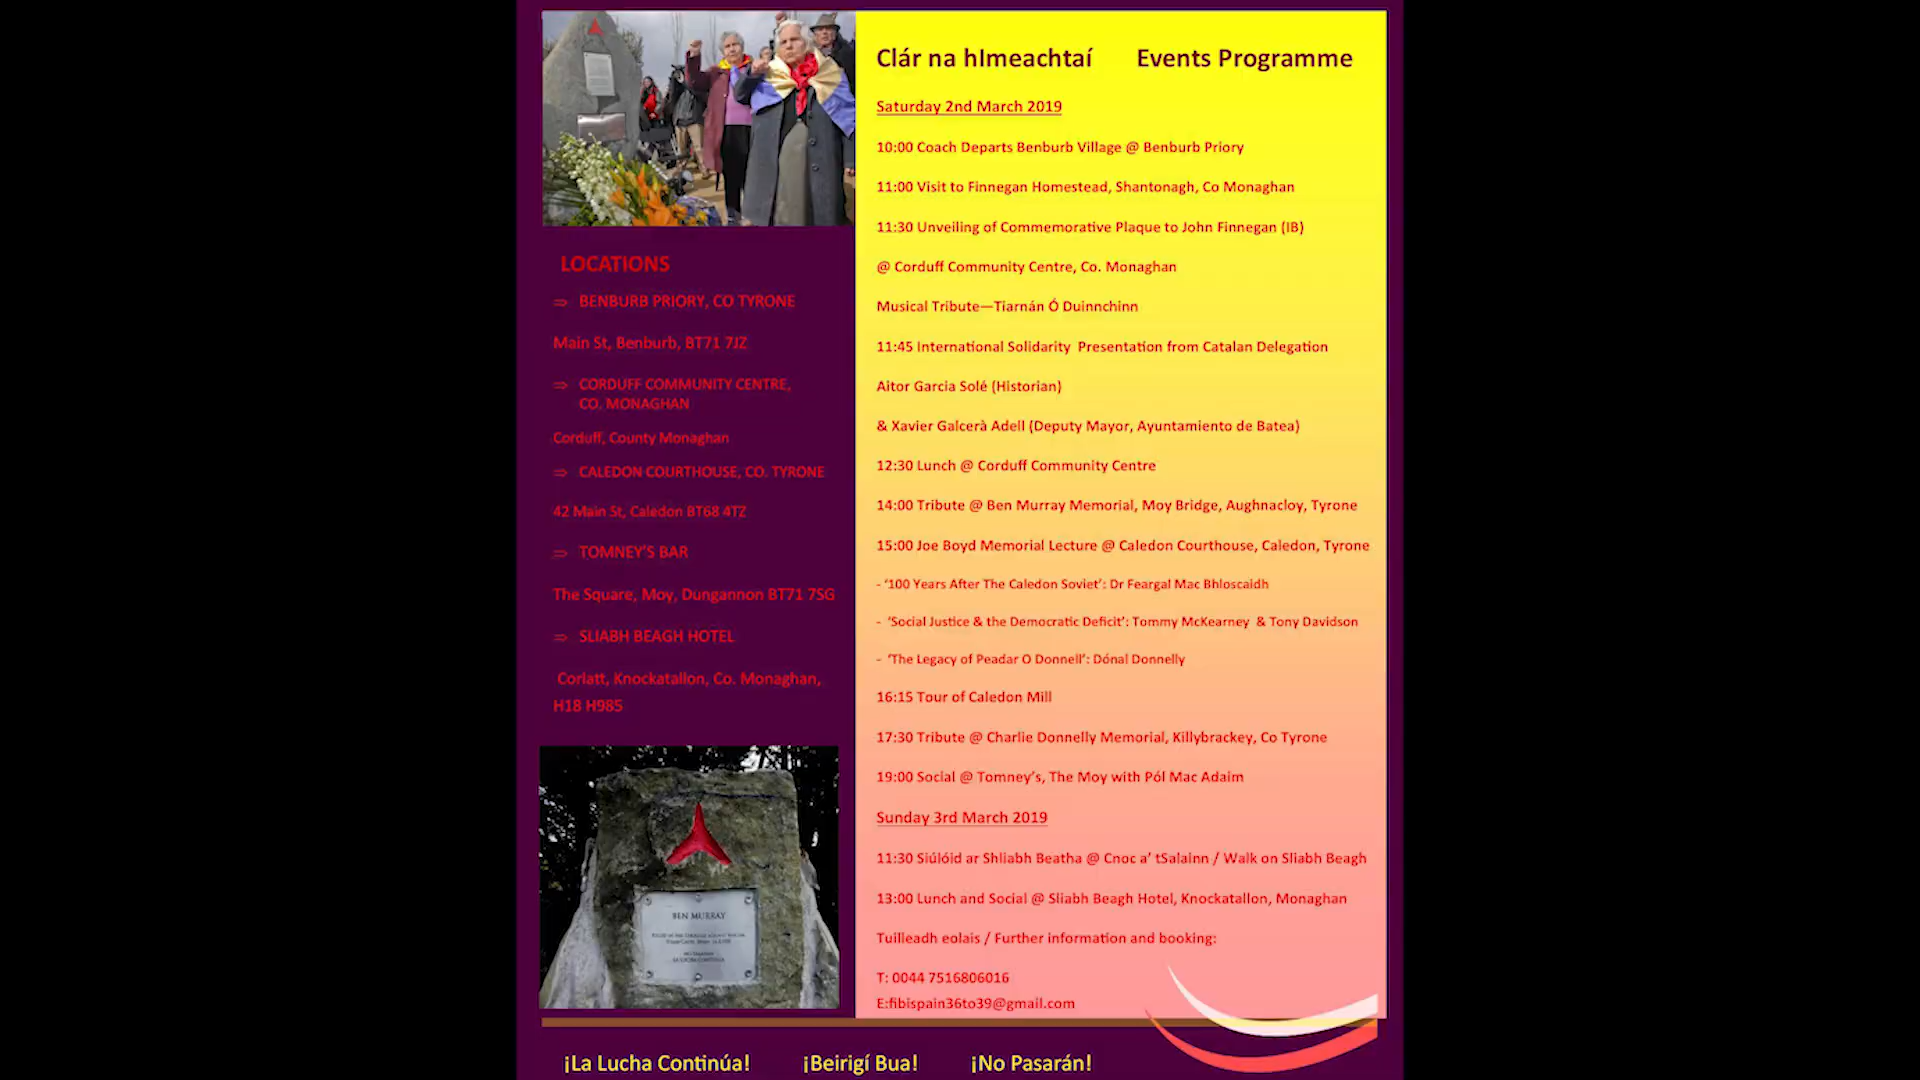 Clár na hImeachtaí Events Programme
Saturday 2nd March 2019
10:00 Coach Departs Benburb Village @ Benburb Priory
11:00 Visit to Finnegan Homestead, Shantonagh, Co Monaghan
11:30 Unveiling of Commemorative Plaque to John Finnegan (IB)
@ Corduff Community Centre, Co. Monaghan
Musical Tribute—Tiarnán Ó Duinnchinn
11:45 International Solidarity Presentation from Catalan Delegation
Aitor Garcia Solé (Historian)
& Xavier Galcerà Adell (Deputy Mayor, Ayuntamiento de Batea)
12:30 Lunch @ Corduff Community Centre
14:00 Tribute @ Ben Murray Memorial, Moy Bridge, Aughnacloy, Tyrone
15:00 Joe Boyd Memorial Lecture @ Caledon Courthouse, Caledon, Tyrone
- ‘100 Years After The Caledon Soviet’: Dr Feargal Mac Bhloscaidh
- ‘Social Justice & the Democratic Deficit’: Tommy McKearney & Tony Davidson
- ‘The Legacy of Peadar O Donnell’: Dónal Donnelly
16:15 Tour of Caledon Mill
17:30 Tribute @ Charlie Donnelly Memorial, Killybrackey, Co Tyrone
19:00 Social @ Tomney’s, The Moy with Pól Mac Adaim
Sunday 3rd March 2019
11:30 Siúlóid ar Shliabh Beatha @ Cnoc a’ tSalainn / Walk on Sliabh Beagh
13:00 Lunch and Social @ Sliabh Beagh Hotel, Knockatallon, Monaghan
Tuilleadh eolais / Further information and booking:
T: 0044 7516806016
E:fibispain36to39@gmail.com
LOCATIONS
⇒ BENBURB PRIORY, CO TYRONE
Main St, Benburb, BT71 7JZ
⇒ CORDUFF COMMUNITY CENTRE,
CO. MONAGHAN
Corduff, County Monaghan
⇒ CALEDON COURTHOUSE, CO. TYRONE
42 Main St, Caledon BT68 4TZ
⇒ TOMNEY’S BAR
The Square, Moy, Dungannon BT71 7SG
⇒ SLIABH BEAGH HOTEL
Corlatt, Knockatallon, Co. Monaghan,
H18 H985
BEN MURRAY
LA LUCHA CONTINUA
¡La Lucha Continúa! ¡Beirigí Bua! ¡No Pasarán!